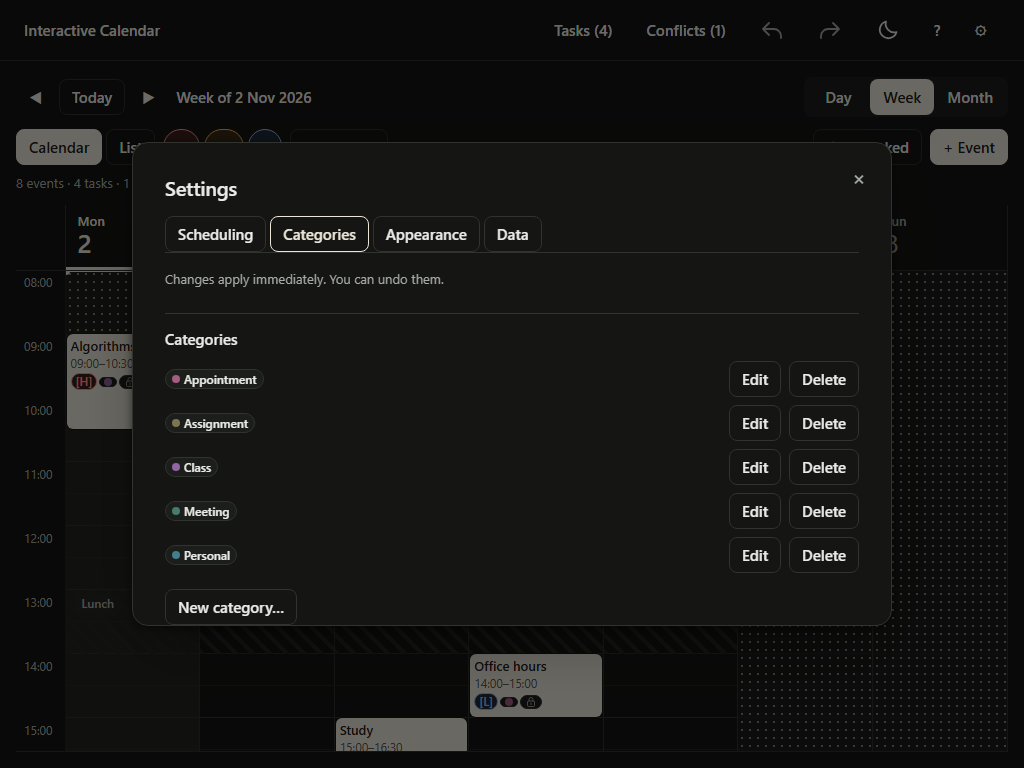 Interactive Calendar
Tasks (4)
Conflicts (1)
?
Today
Week of 2 Nov 2026
Day
Week
Month
Calendar
+ Event
8 events · 4 tasks · 1
Mon
2
Settings
×
Scheduling
Categories
Appearance
Data
Changes apply immediately. You can undo them.
Categories
Appointment
Edit
Delete
Assignment
Edit
Delete
Class
Edit
Delete
Meeting
Edit
Delete
Personal
Edit
Delete
New category...
08:00
09:00
10:00
11:00
12:00
13:00
14:00
15:00
Algorithms
09:00–10:30
[H]
Lunch
Office hours
14:00–15:00
[L]
Study
15:00–16:30